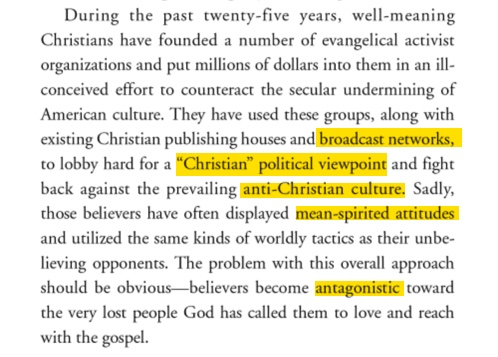 During the past twenty-five years, well-meaning
Christians have founded a number of evangelical activist
organizations and put millions of dollars into them in an ill-
conceived effort to counteract the secular undermining of
American culture. They have used these groups, along with
existing Christian publishing houses and broadcast networks,
to lobby hard for a “Christian” political viewpoint and fight
back against the prevailing anti-Christian culture. Sadly,
those believers have often displayed mean-spirited attitudes
and utilized the same kinds of worldly tactics as their unbe-
lieving opponents. The problem with this overall approach
should be obvious—believers become antagonistic toward
the very lost people God has called them to love and reach
with the gospel.